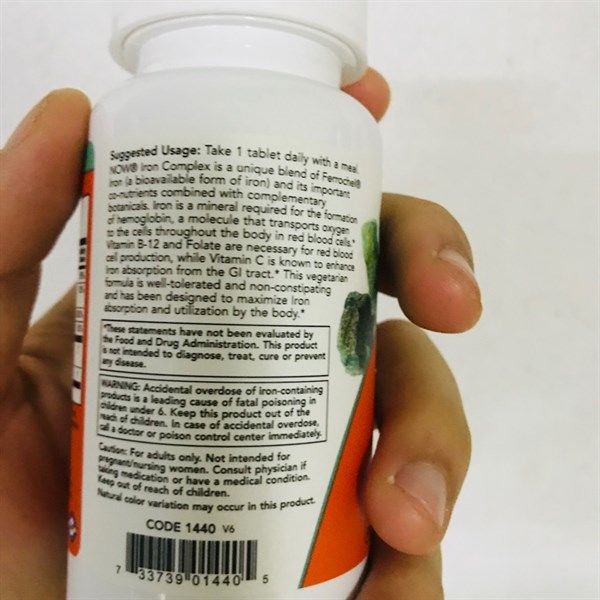 Suggested Usage: Take 1 tablet daily with a meal.
NOW® Iron Complex is a unique blend of Ferrochel®
iron (a bioavailable form of iron) and its important
co-nutrients combined with complementary
botanicals. Iron is a mineral required for the formation
of hemoglobin, a molecule that transports oxygen
to the cells throughout the body in red blood cells.*
Vitamin B-12 and Folate are necessary for red blood
cell production, while Vitamin C is known to enhance
iron absorption from the GI tract.* This vegetarian
formula is well-tolerated and non-constipating
and has been designed to maximize Iron
absorption and utilization by the body.*
*These statements have not been evaluated by
the Food and Drug Administration. This product
is not intended to diagnose, treat, cure or prevent
any disease.
WARNING: Accidental overdose of iron-containing
products is a leading cause of fatal poisoning in
children under 6. Keep this product out of the
reach of children. In case of accidental overdose,
call a doctor or poison control center immediately.
Caution: For adults only. Not intended for
pregnant/nursing women. Consult physician if
taking medication or have a medical condition.
Keep out of reach of children.
Natural color variation may occur in this product.
CODE 1440 V6
7 33739 01440 5